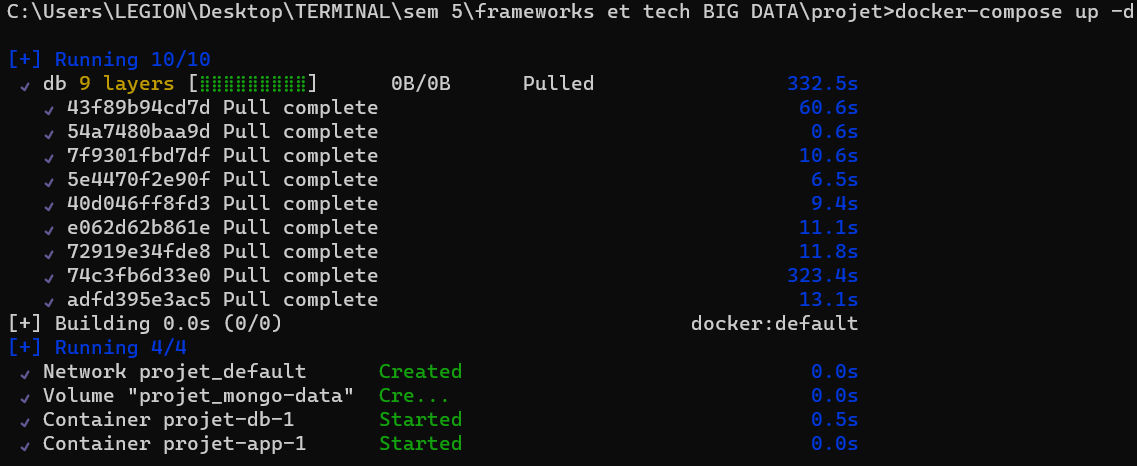 C:\Users\LEGION\Desktop\TERMINAL\sem 5\frameworks et tech BIG DATA\projet>docker-compose up -d
[+] Running 10/10
✔ db 9 layers [⣿⣿⣿⣿⣿⣿⣿⣿⣿] 0B/0B Pulled 332.5s
✔ 43f89b94cd7d Pull complete 60.6s
✔ 54a7480baa9d Pull complete 0.6s
✔ 7f9301fbd7df Pull complete 10.6s
✔ 5e4470f2e90f Pull complete 6.5s
✔ 40d046ff8fd3 Pull complete 9.4s
✔ e062d62b861e Pull complete 11.1s
✔ 72919e34fde8 Pull complete 11.8s
✔ 74c3fb6d33e0 Pull complete 323.4s
✔ adfd395e3ac5 Pull complete 13.1s
[+] Building 0.0s (0/0) docker:default
[+] Running 4/4
✔ Network projet_default Created 0.0s
✔ Volume "projet_mongo-data" Cre... 0.0s
✔ Container projet-db-1 Started 0.5s
✔ Container projet-app-1 Started 0.0s